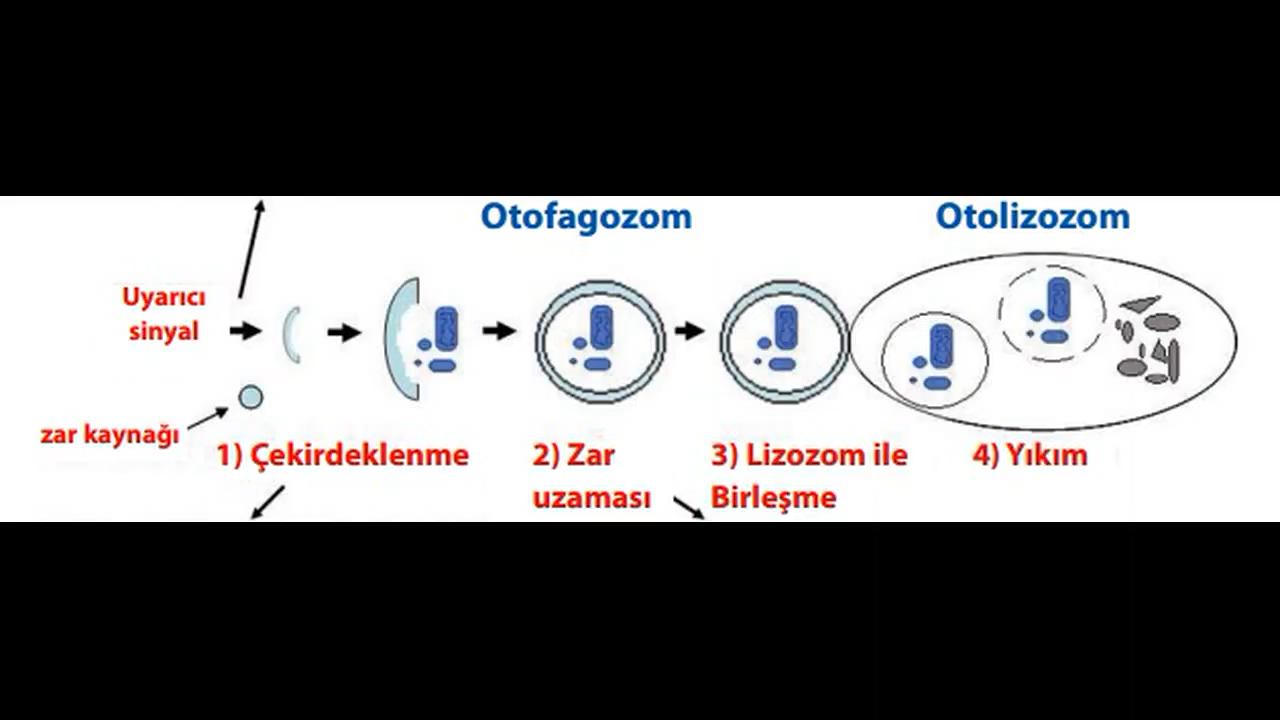 Otofagozom
Otolizozom
Uyarıcı
sinyal
zar kaynağı
1) Çekirdeklenme
2) Zar
uzaması
3) Lizozom ile
Birleşme
4) Yıkım